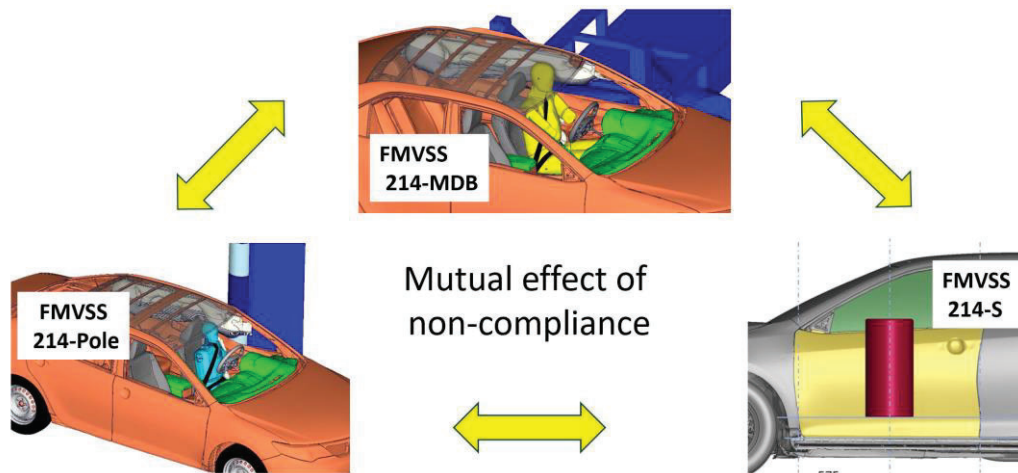 FMVSS
214-MDB
FMVSS
214-Pole
Mutual effect of
non-compliance
FMVSS
214-S